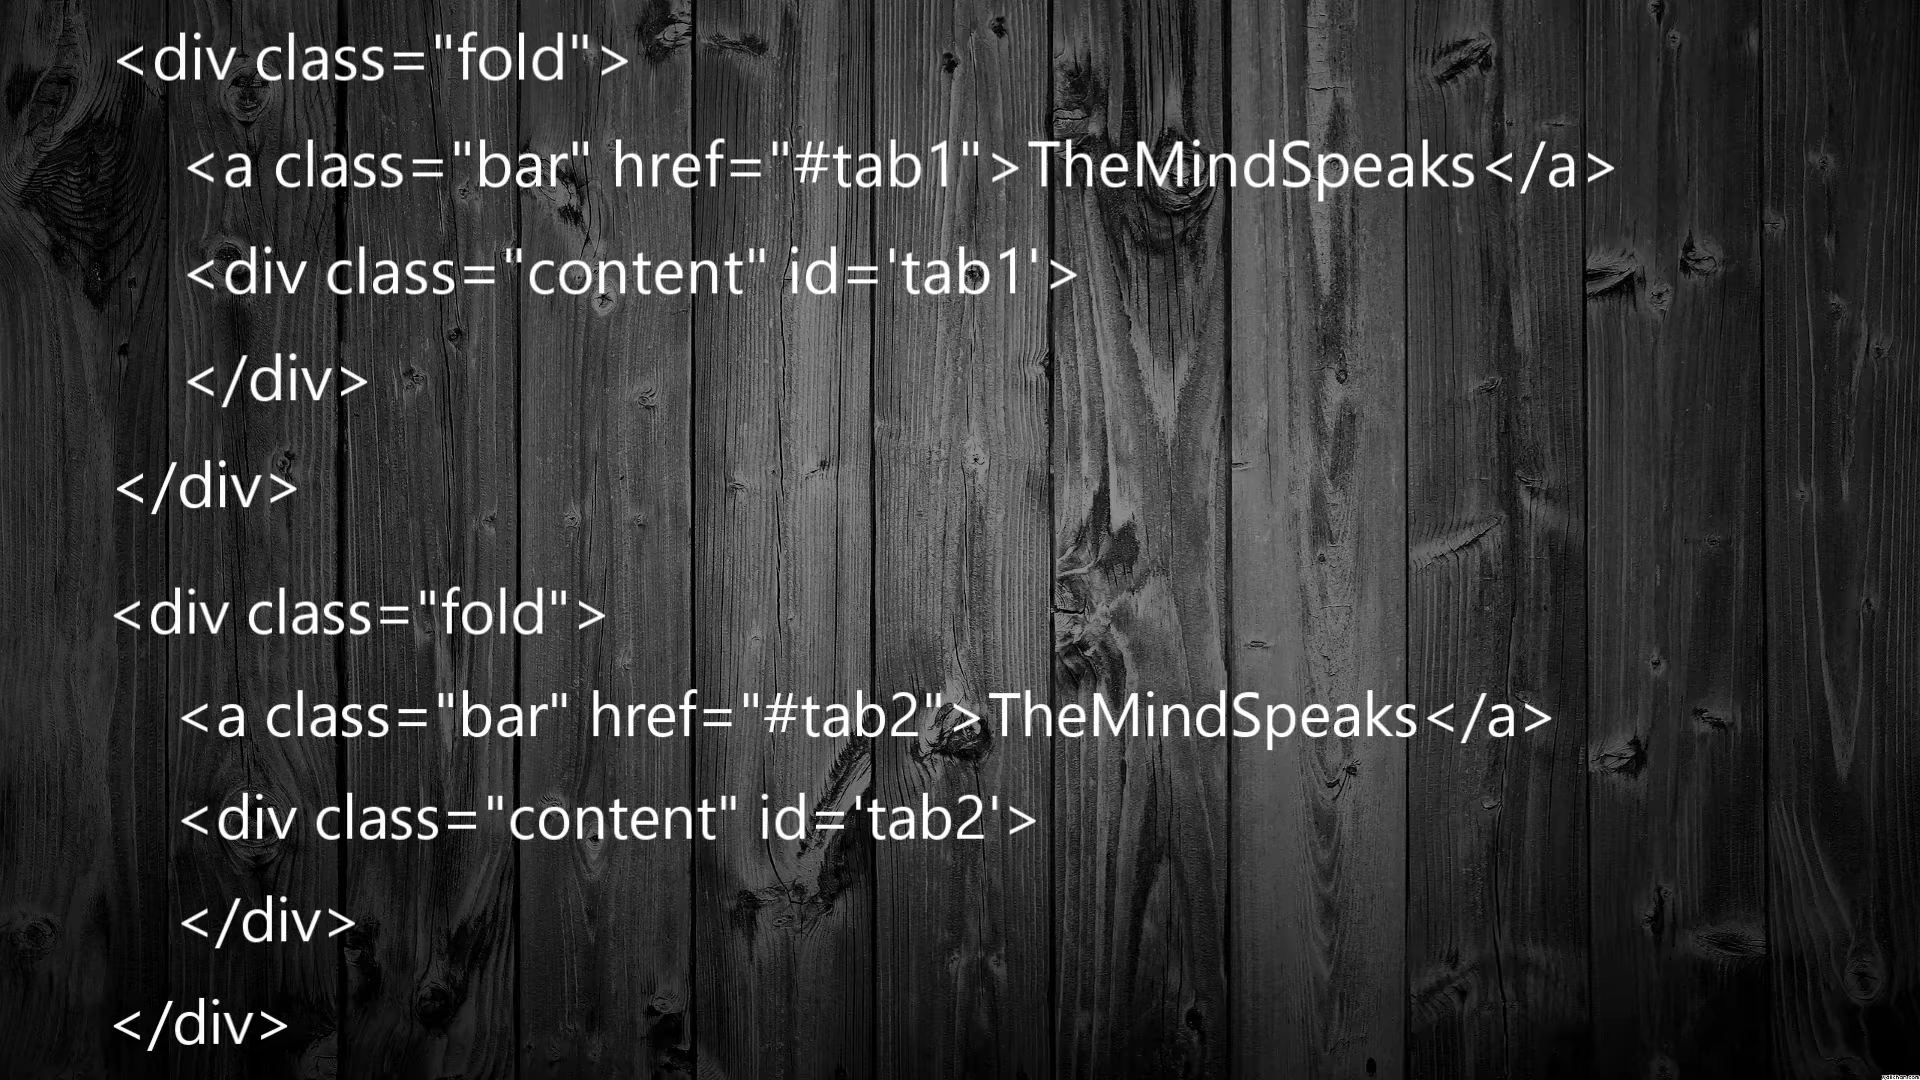 <div class="fold">
<a class="bar" href="#tab1">TheMindSpeaks</a>
<div class="content" id='tab1'>
</div>
</div>
<div class="fold">
<a class="bar" href="#tab2">TheMindSpeaks</a>
<div class="content" id='tab2'>
</div>
</div>